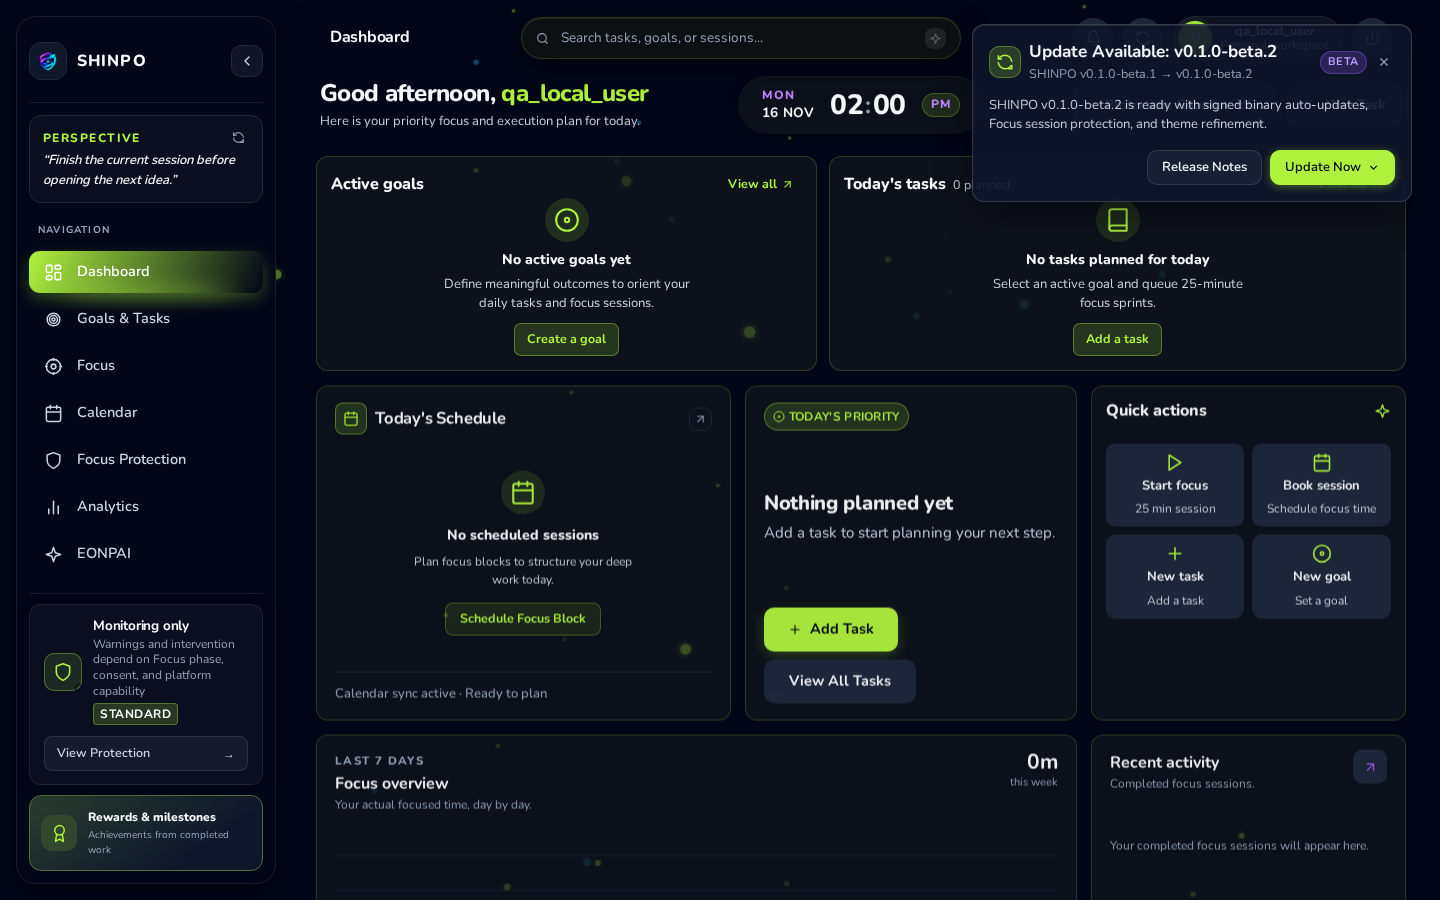 SHINPO
PERSPECTIVE
“Finish the current session before
opening the next idea.”
NAVIGATION
Dashboard
Goals & Tasks
Focus
Calendar
Focus Protection
Analytics
EONPAI
Monitoring only
Warnings and intervention
depend on Focus phase,
consent, and platform
capability
STANDARD
View Protection →
Rewards & milestones
Achievements from completed
work
Dashboard
Search tasks, goals, or sessions...
Good afternoon, qa_local_user
Here is your priority focus and execution plan for today.
MON
16 NOV
02:00
PM
qa_local_user
Update Available: v0.1.0-beta.2
SHINPO v0.1.0-beta.1 → v0.1.0-beta.2
BETA
SHINPO v0.1.0-beta.2 is ready with signed binary auto-updates,
Focus session protection, and theme refinement.
Release Notes
Update Now
Active goals
View all
No active goals yet
Define meaningful outcomes to orient your
daily tasks and focus sessions.
Create a goal
Today's tasks 0 planned
No tasks planned for today
Select an active goal and queue 25-minute
focus sprints.
Add a task
Today's Schedule
No scheduled sessions
Plan focus blocks to structure your deep
work today.
Schedule Focus Block
Calendar sync active · Ready to plan
TODAY'S PRIORITY
Nothing planned yet
Add a task to start planning your next step.
+ Add Task
View All Tasks
Quick actions
Start focus
25 min session
Book session
Schedule focus time
New task
Add a task
New goal
Set a goal
LAST 7 DAYS
Focus overview
Your actual focused time, day by day.
0m
this week
Recent activity
Completed focus sessions.
Your completed focus sessions will appear here.